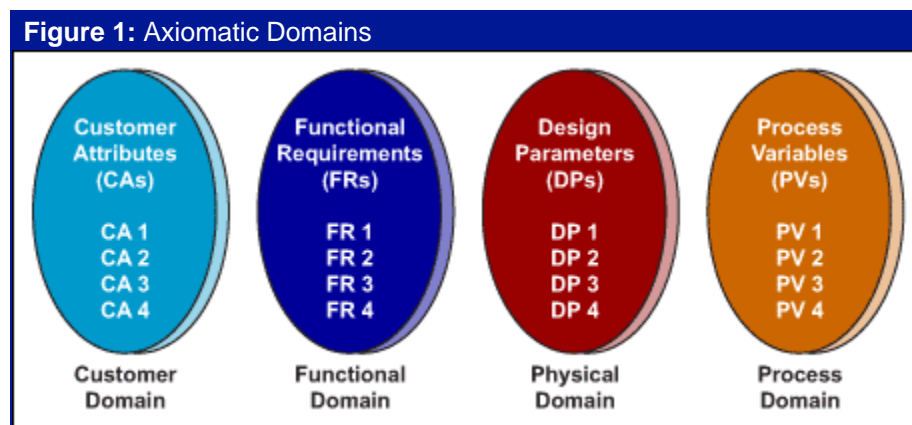 Figure 1: Axiomatic Domains
Customer
Attributes
(CAs)
CA 1
CA 2
CA 3
CA 4
Customer
Domain
Functional
Requirements
(FRs)
FR 1
FR 2
FR 3
FR 4
Functional
Domain
Design
Parameters
(DPs)
DP 1
DP 2
DP 3
DP 4
Physical
Domain
Process
Variables
(PVs)
PV 1
PV 2
PV 3
PV 4
Process
Domain